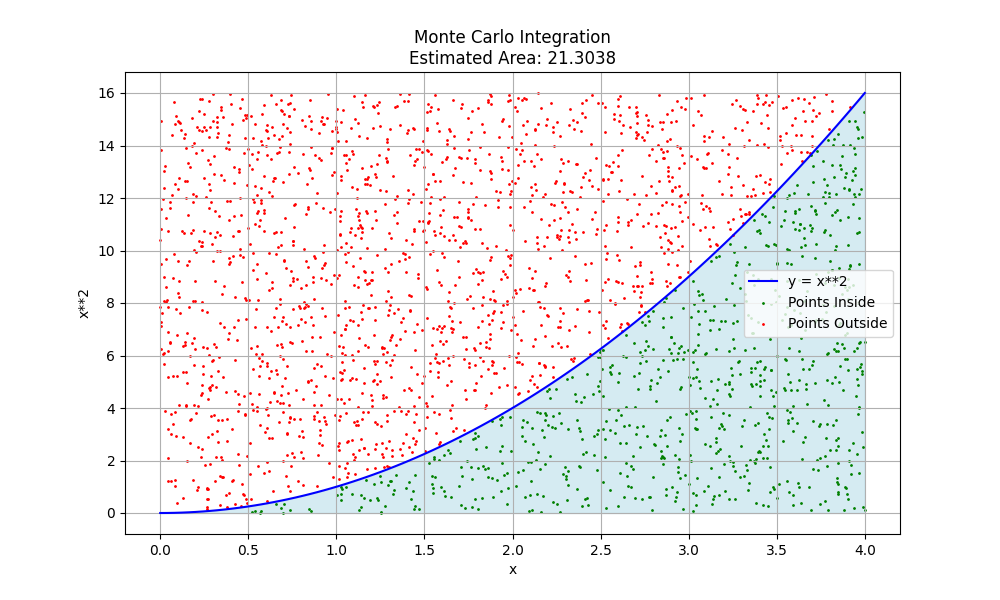 Monte Carlo Integration
Estimated Area: 21.3038
x**2
16
14
12
10
8
6
4
2
0
y = x**2
Points Inside
Points Outside
0.0 0.5 1.0 1.5 2.0 2.5 3.0 3.5 4.0
x